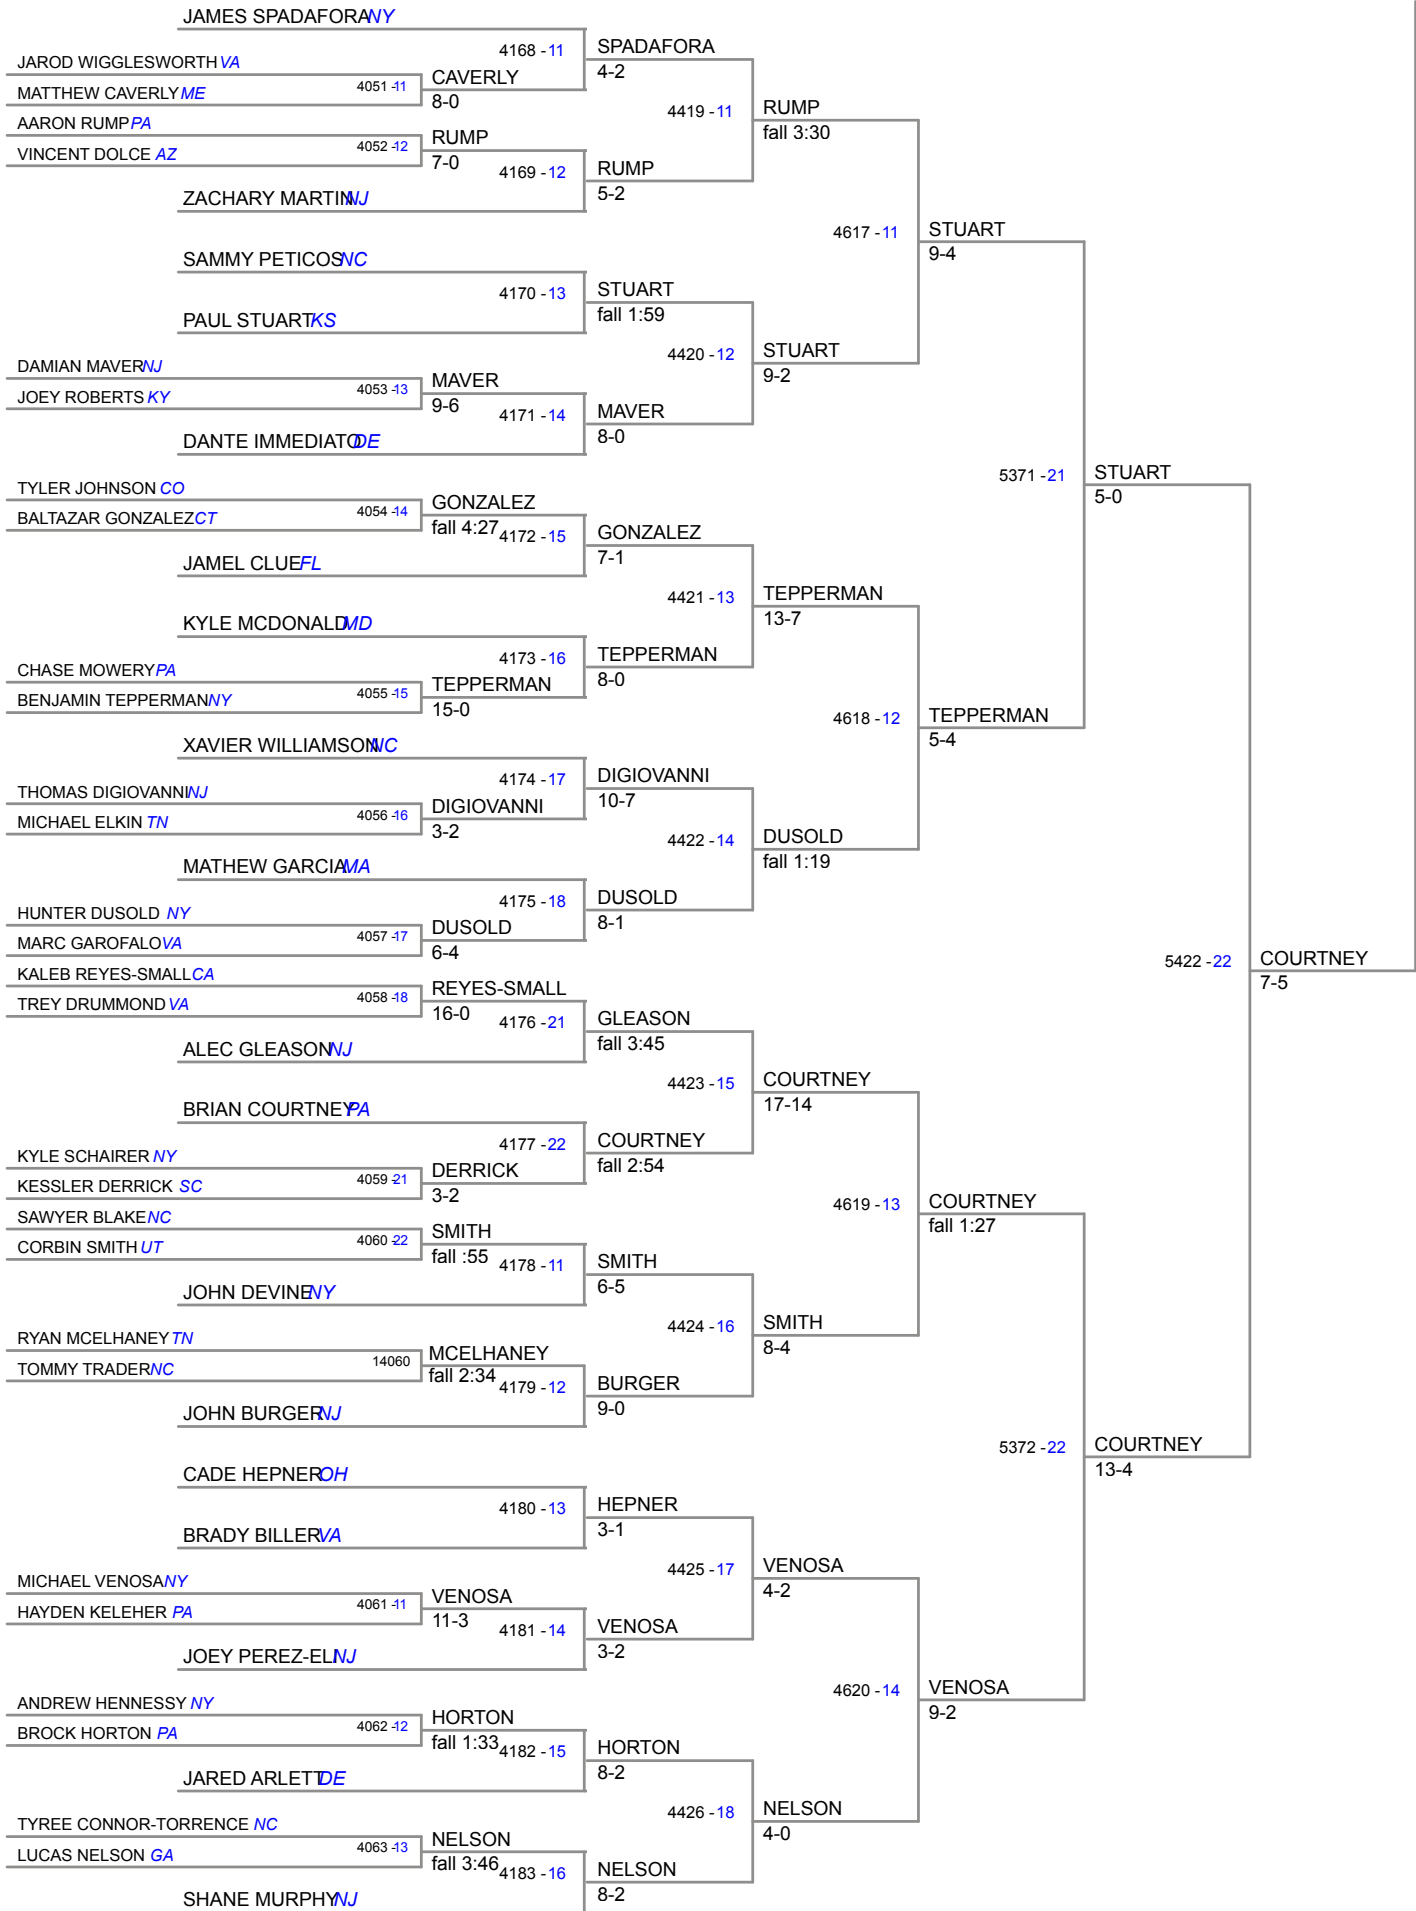 JAMES SPADAFORA NY
4168 - 11 SPADAFORA
4-2
JAROD WIGGLESWORTH VA
4051 -11 CAVERLY
8-0
MATTHEW CAVERLY ME
4419 - 11 RUMP
fall 3:30
AARON RUMP PA
4052 -12 RUMP
7-0
VINCENT DOLCE AZ
4169 - 12 RUMP
5-2
ZACHARY MARTIN NJ
4617 - 11 STUART
9-4
SAMMY PETICOS NC
4170 - 13 STUART
fall 1:59
PAUL STUART KS
4420 - 12 STUART
9-2
DAMIAN MAVER NJ
4053 -13 MAVER
9-6
JOEY ROBERTS KY
4171 - 14 MAVER
8-0
DANTE IMMEDIATO DE
5371 - 21 STUART
5-0
TYLER JOHNSON CO
4054 -14 GONZALEZ
fall 4:27
BALTAZAR GONZALEZ CT
4172 - 15 GONZALEZ
7-1
JAMEL CLUE FL
4421 - 13 TEPPERMAN
13-7
KYLE MCDONALD MD
4173 - 16 TEPPERMAN
8-0
CHASE MOWERY PA
4055 -15 TEPPERMAN
15-0
BENJAMIN TEPPERMAN NY
4618 - 12 TEPPERMAN
5-4
XAVIER WILLIAMSON NC
4174 - 17 DIGIOVANNI
10-7
THOMAS DIGIOVANNI NJ
4056 -16 DIGIOVANNI
3-2
MICHAEL ELKIN TN
4422 - 14 DUSOLD
fall 1:19
MATHEW GARCIA MA
4175 - 18 DUSOLD
8-1
HUNTER DUSOLD NY
4057 -17 DUSOLD
6-4
MARC GAROFALO VA
5422 - 22 COURTNEY
7-5
KALEB REYES-SMALL CA
4058 -18 REYES-SMALL
16-0
TREY DRUMMOND VA
4176 - 21 GLEASON
fall 3:45
ALEC GLEASON NJ
4423 - 15 COURTNEY
17-14
BRIAN COURTNEY PA
4177 - 22 COURTNEY
fall 2:54
KYLE SCHAIRER NY
4059 -21 DERRICK
3-2
KESSLER DERRICK SC
4619 - 13 COURTNEY
fall 1:27
SAWYER BLAKE NC
4060 -22 SMITH
fall :55
CORBIN SMITH UT
4178 - 11 SMITH
6-5
JOHN DEVINE NY
4424 - 16 SMITH
8-4
RYAN MCELHANEY TN
14060 MCELHANEY
fall 2:34
TOMMY TRADER NC
4179 - 12 BURGER
9-0
JOHN BURGER NJ
5372 - 22 COURTNEY
13-4
CADE HEPNER OH
4180 - 13 HEPNER
3-1
BRADY BILLER VA
4425 - 17 VENOSA
4-2
MICHAEL VENOSA NY
4061 -11 VENOSA
11-3
HAYDEN KELEHER PA
4181 - 14 VENOSA
3-2
JOEY PEREZ-ELI NJ
4620 - 14 VENOSA
9-2
ANDREW HENNESSY NY
4062 -12 HORTON
fall 1:33
BROCK HORTON PA
4182 - 15 HORTON
8-2
JARED ARLETT DE
4426 - 18 NELSON
4-0
TYREE CONNOR-TORRENCE NC
4063 -13 NELSON
fall 3:46
LUCAS NELSON GA
4183 - 16 NELSON
8-2
SHANE MURPHY NJ